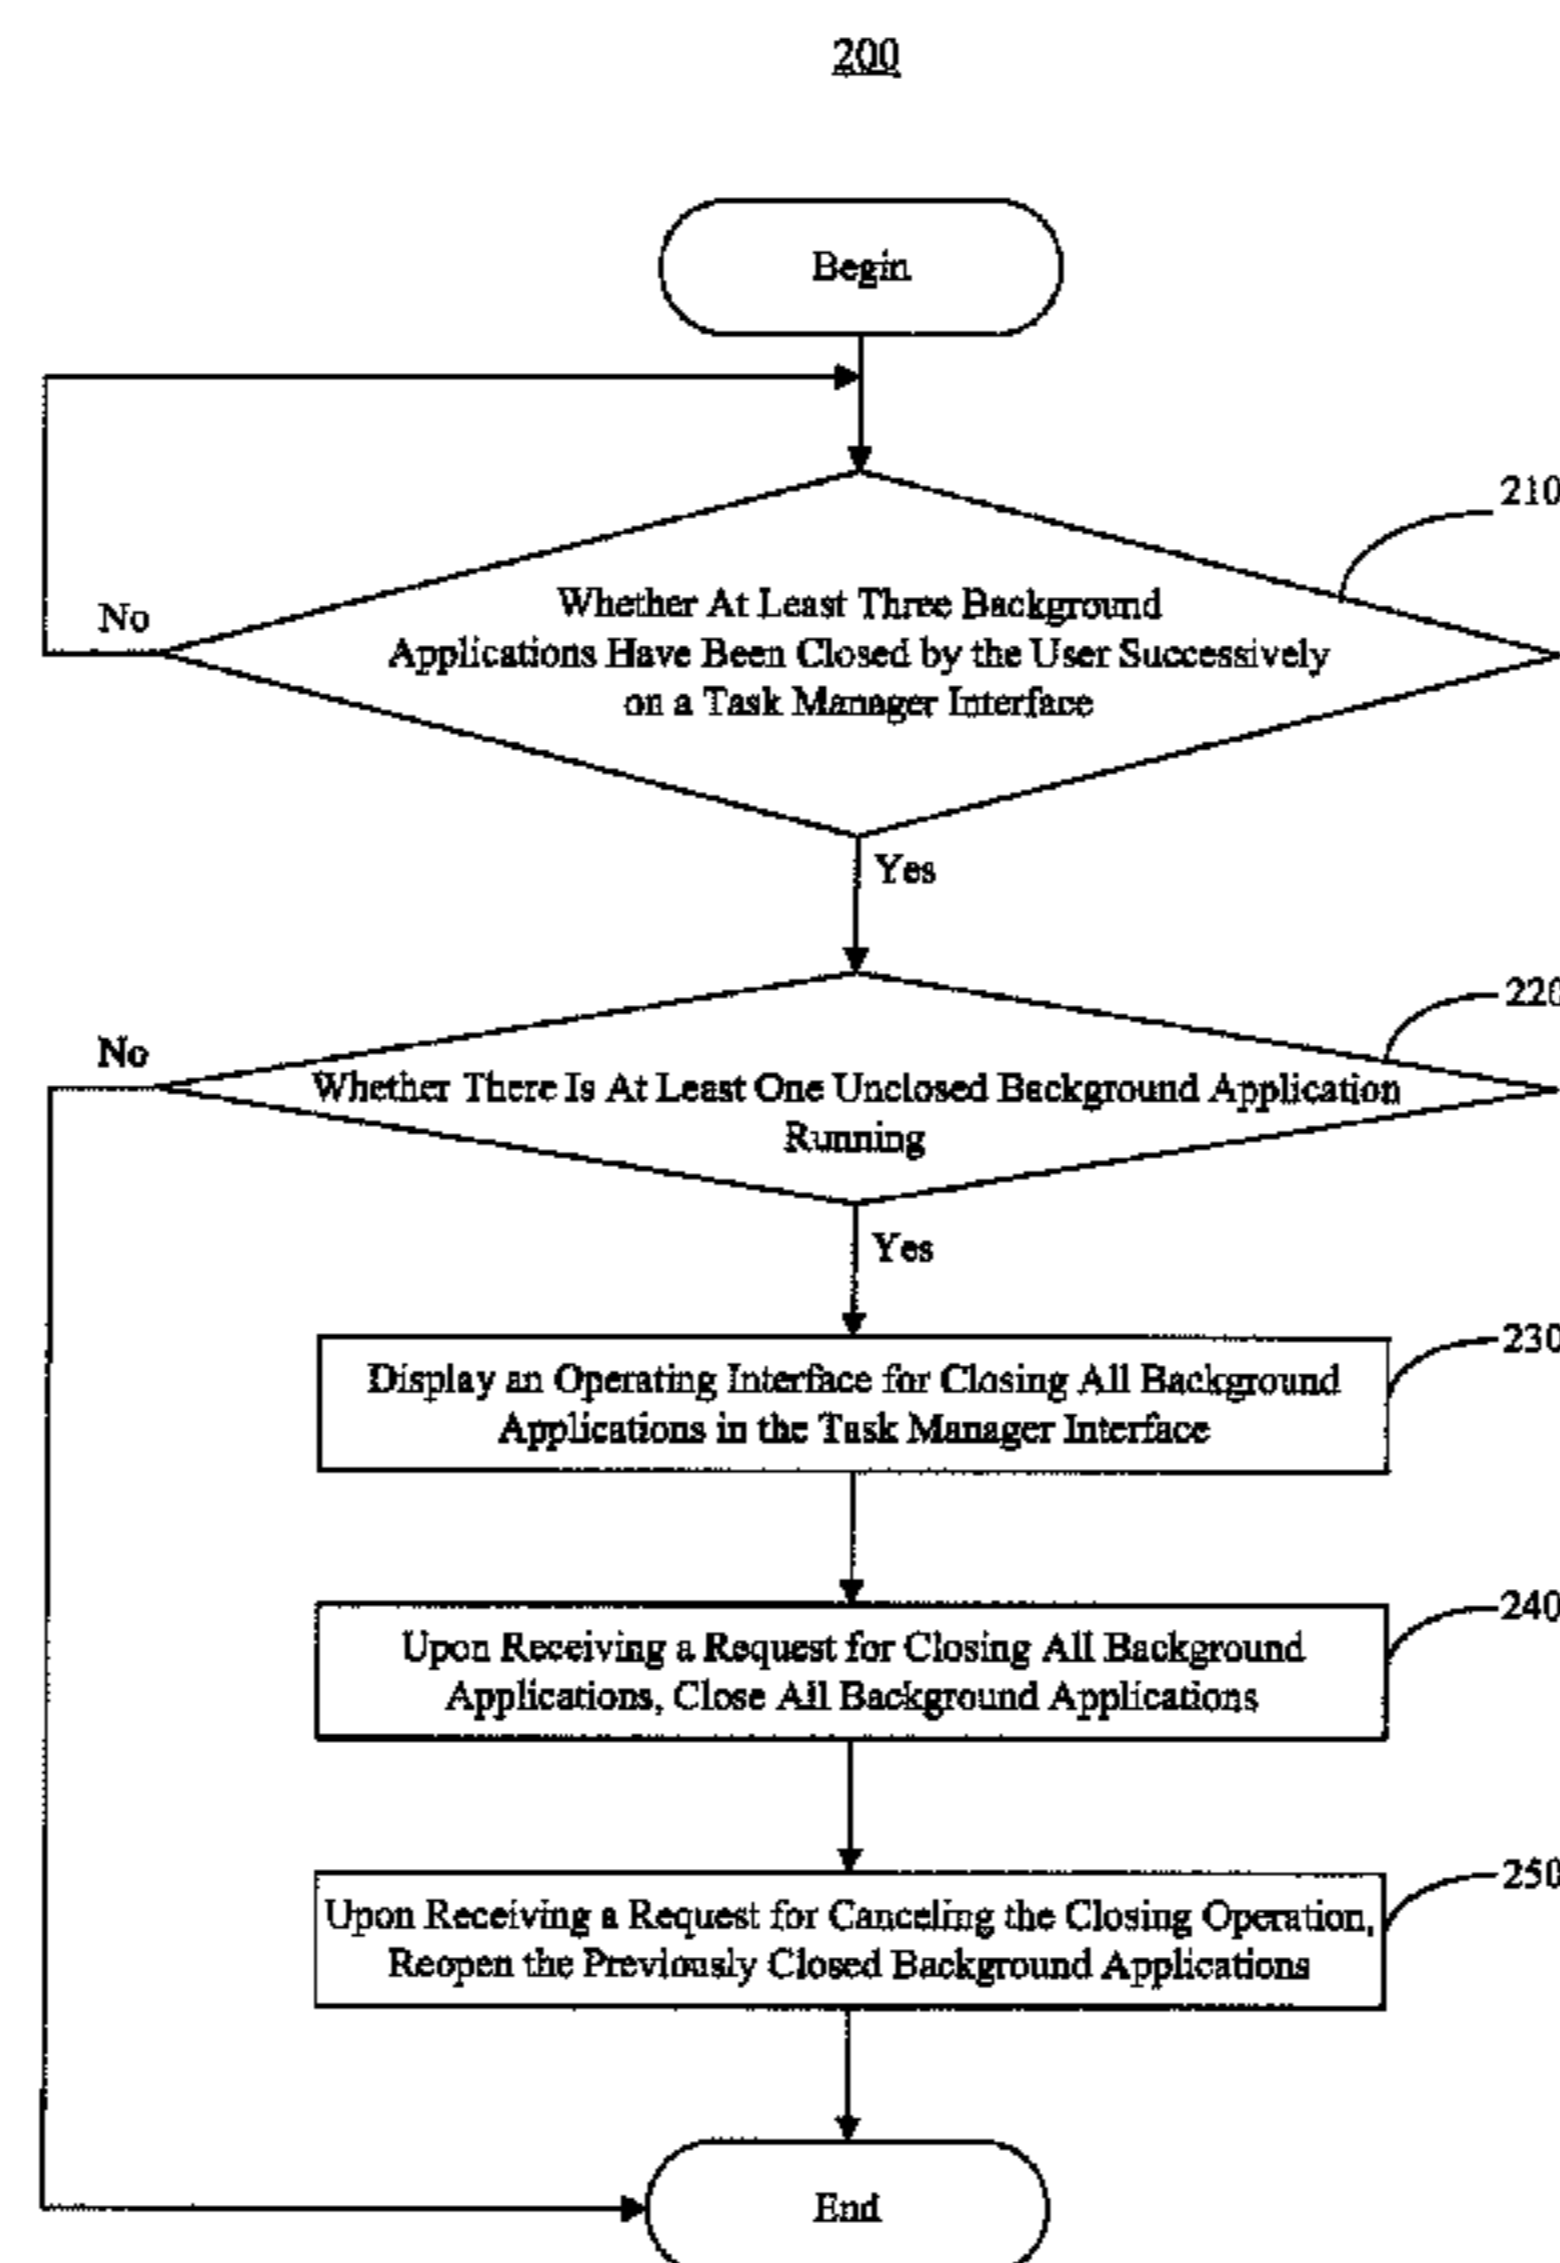 200
Begin
210
Whether At Least Three Background
Applications Have Been Closed by the User Successively
on a Task Manager Interface
No
Yes
220
No
Whether There Is At Least One Unclosed Background Application
Running
Yes
230
Display an Operating Interface for Closing All Background
Applications in the Task Manager Interface
240
Upon Receiving a Request for Closing All Background
Applications, Close All Background Applications
250
Upon Receiving a Request for Canceling the Closing Operation,
Reopen the Previously Closed Background Applications
End